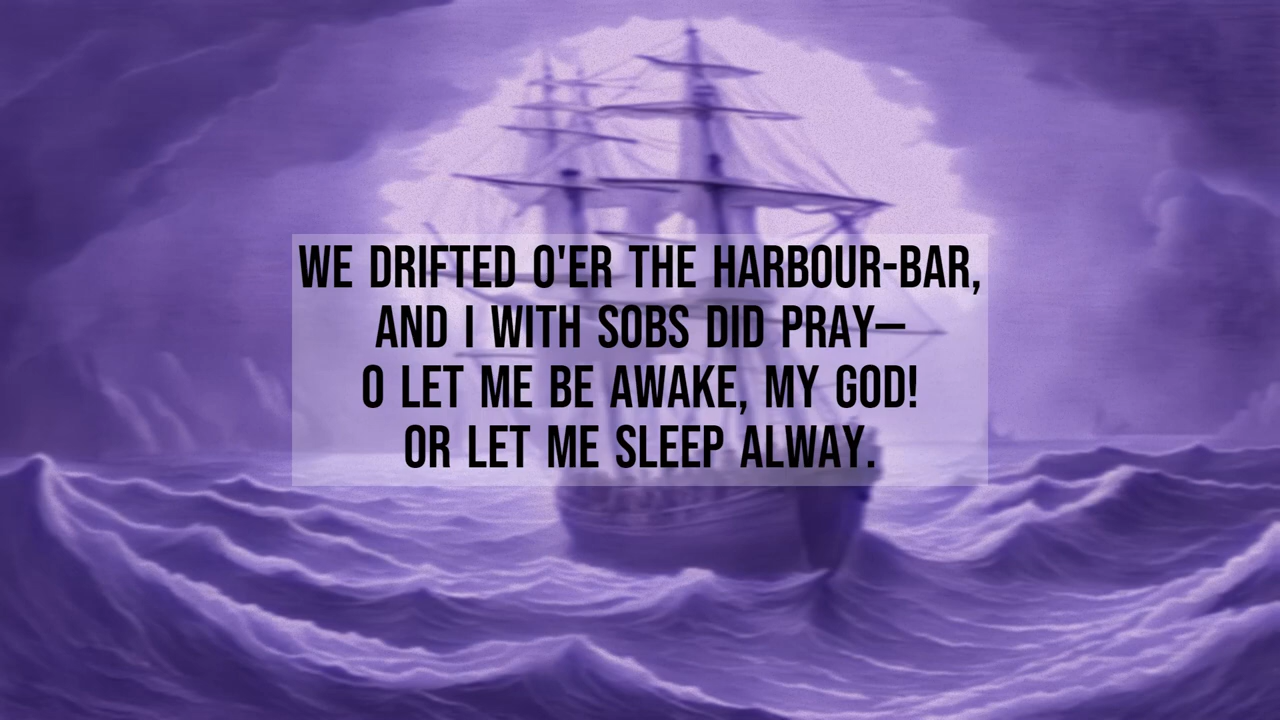 WE DRIFTED O'ER THE HARBOUR-BAR,
AND I WITH SOBS DID PRAY—
O LET ME BE AWAKE, MY GOD!
OR LET ME SLEEP ALWAY.